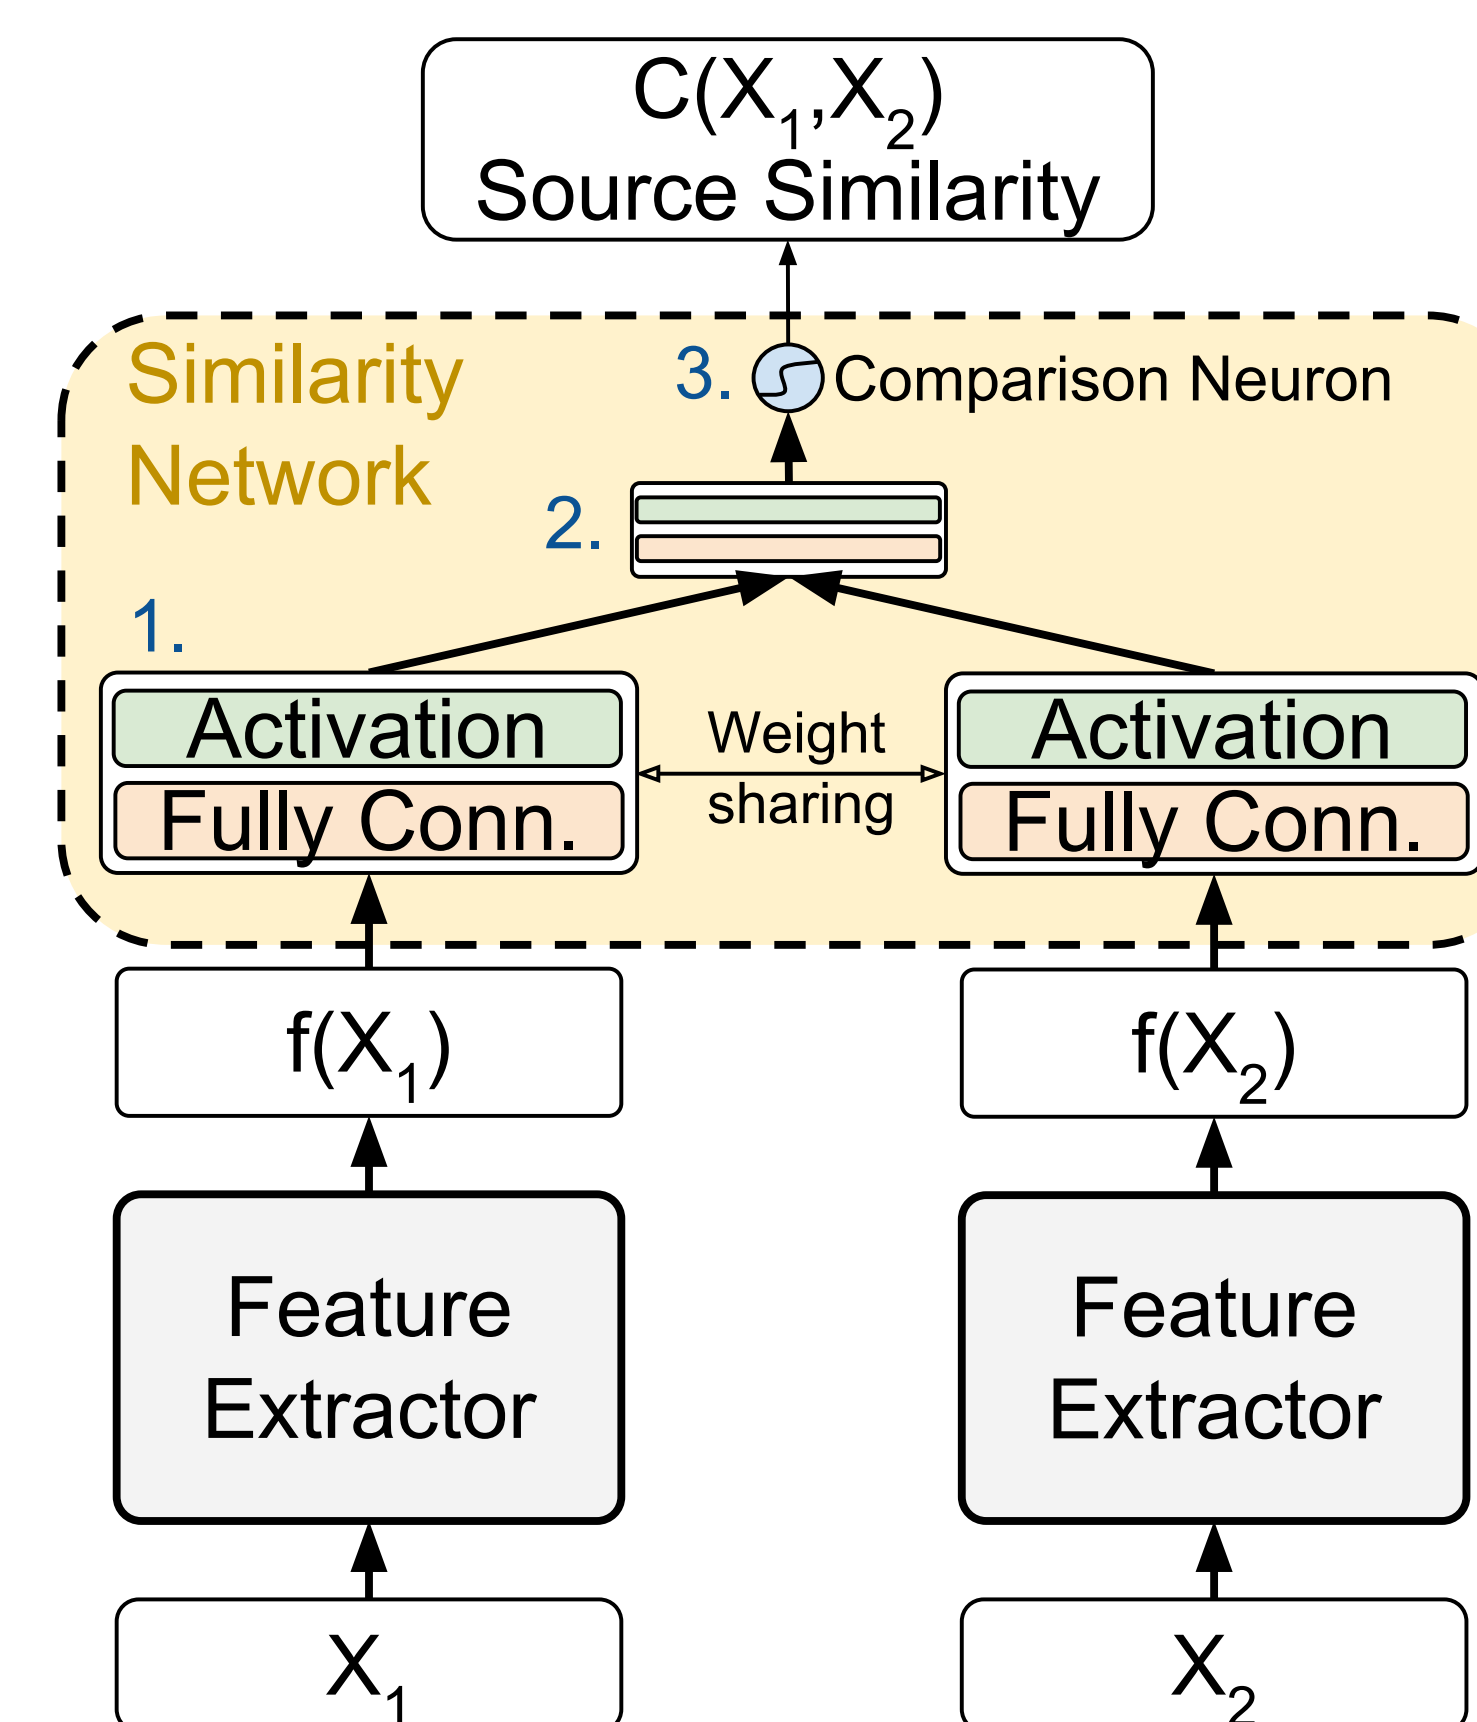 C(X₁,X₂)
Source Similarity
Similarity
Network
3. Comparison Neuron
2.
1.
Activation
Fully Conn.
Weight
sharing
Activation
Fully Conn.
f(X₁)
f(X₂)
Feature
Extractor
Feature
Extractor
X₁
X₂